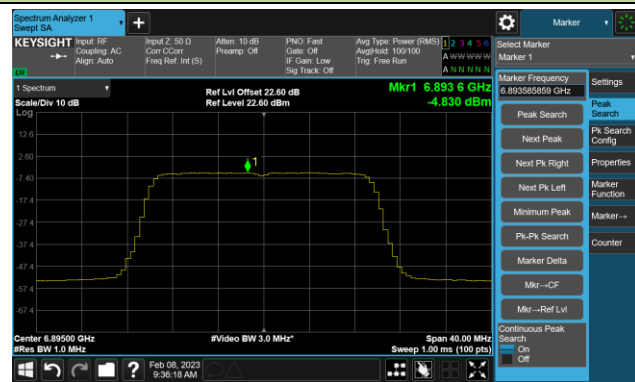 Spectrum Analyzer 1
Swept SA
+
Marker
KEYSIGHT
Input: RF
Coupling: AC
Align: Auto
Input Z: 50 Ω
Corr CCorr
Freq Ref: Int (S)
Atten: 10 dB
Preamp: Off
PNO: Fast
Gate: Off
IF Gain: Low
Sig Track: Off
Avg Type: Power (RMS)
Avg|Hold: 100/100
Trig: Free Run
1 2 3 4 5 6
A W W W W W
A N N N N N
Select Marker
Marker 1
1 Spectrum
Scale/Div 10 dB
Log
Ref Lvl Offset 22.60 dB
Ref Level 22.60 dBm
Mkr1 6.893 6 GHz
-4.830 dBm
12.6
2.60
-7.40
-17.4
-27.4
-37.4
-47.4
-57.4
-67.4
1
Center 6.89500 GHz
#Res BW 1.0 MHz
#Video BW 3.0 MHz*
Span 40.00 MHz
Sweep 1.00 ms (100 pts)
Marker Frequency
6.893585859 GHz
Peak Search
Next Peak
Next Pk Right
Next Pk Left
Minimum Peak
Pk-Pk Search
Marker Delta
Mkr→CF
Mkr→Ref Lvl
Continuous Peak
Search
On
Off
Settings
Peak
Search
Pk Search
Config
Properties
Marker
Function
Marker→
Counter
?
Feb 08, 2023
9:36:18 AM